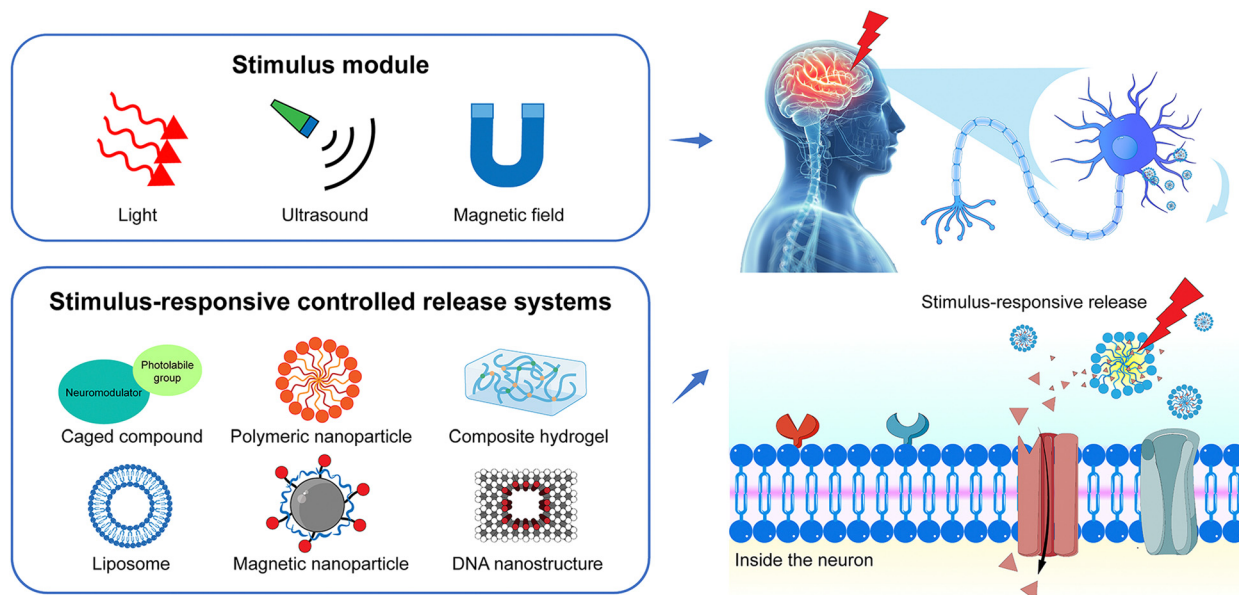 Stimulus module
Light
Ultrasound
Magnetic field
Stimulus-responsive controlled release systems
Neuromodulator
Photolabile
group
Caged compound
Polymeric nanoparticle
Composite hydrogel
Liposome
Magnetic nanoparticle
DNA nanostructure
Stimulus-responsive release
Inside the neuron